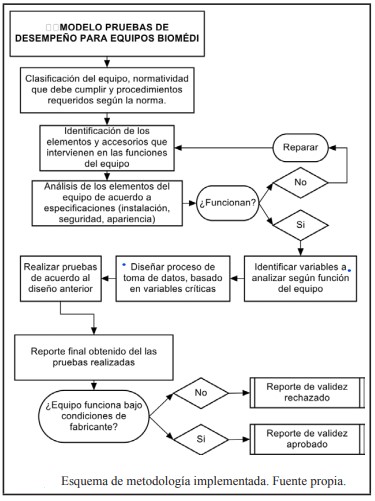 MODELO PRUEBAS DE
DESEMPEÑO PARA EQUIPOS BIOMÉDI
Clasificación del equipo, normatividad
que debe cumplir y procedimientos
requeridos según la norma.
Identificación de los
elementos y accesorios que
intervienen en las funciones
del equipo
Reparar
Análisis de los elementos del
equipo de acuerdo a
especificaciones (instalación,
seguridad, apariencia)
¿Funcionan?
No
Si
Realizar pruebas
de acuerdo al
diseño anterior
Diseñar proceso de
toma de datos, basado
en variables críticas
Identificar variables a
analizar según función
del equipo
Reporte final obtenido del las
pruebas realizadas
¿Equipo funciona bajo
condiciones de
fabricante?
No
Reporte de validez
rechazado
Si
Reporte de validez
aprobado
Esquema de metodología implementada. Fuente propia.